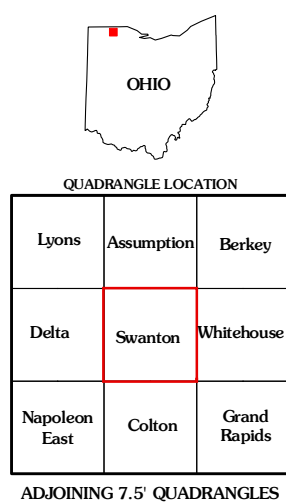 OHIO
QUADRANGLE LOCATION
Lyons Assumption Berkey
Delta Swanton Whitehouse
Napoleon East Colton Grand Rapids
ADJOINING 7.5' QUADRANGLES